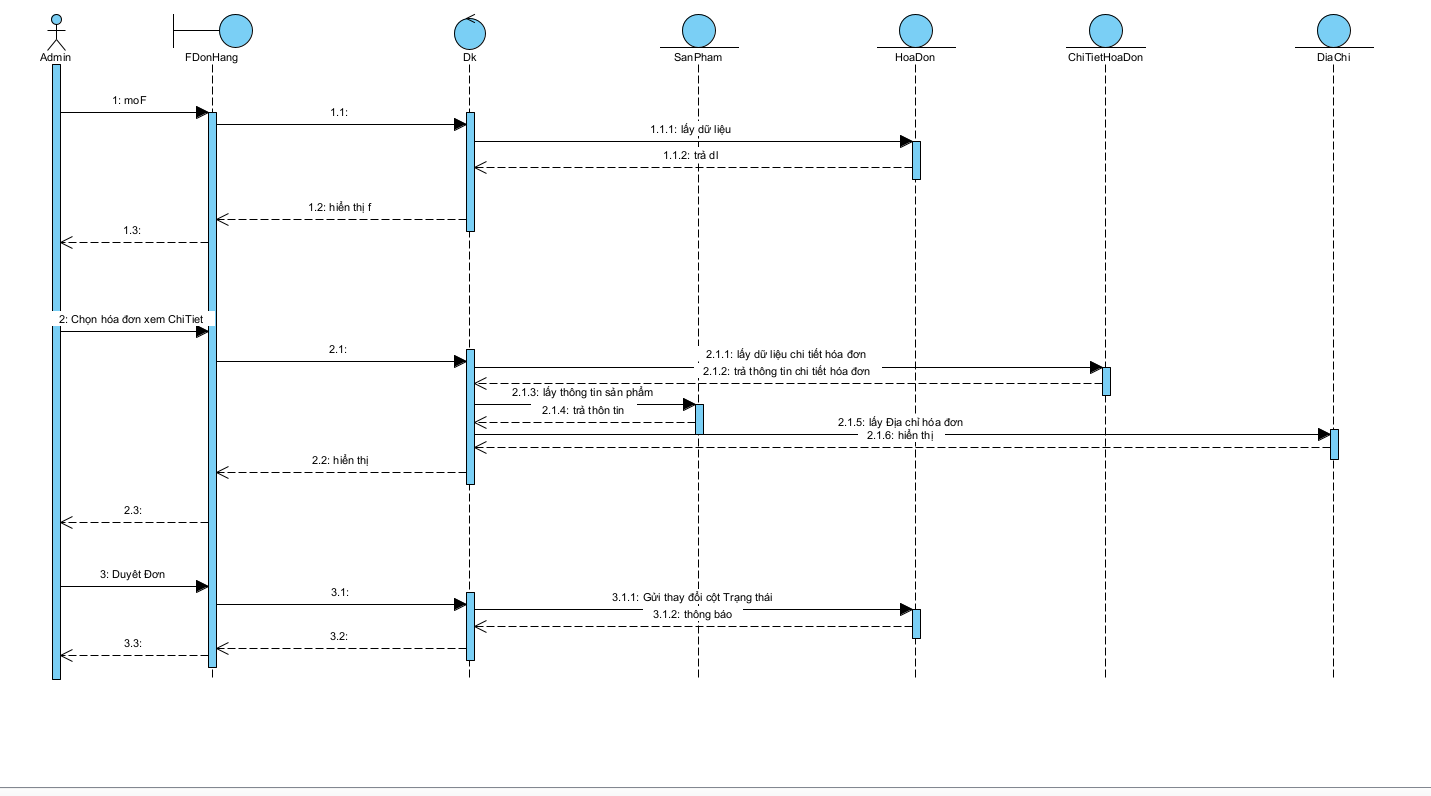 Admin
FDonHang
Dk
SanPham
HoaDon
ChiTietHoaDon
DiaChi
1: moF
1.1:
1.1.1: lấy dữ liệu
1.1.2: trả dl
1.2: hiển thị f
1.3:
2: Chọn hóa đơn xem ChiTiet
2.1:
2.1.1: lấy dữ liệu chi tiết hóa đơn
2.1.2: trả thông tin chi tiết hóa đơn
2.1.3: lấy thông tin sản phẩm
2.1.4: trả thôn tin
2.1.5: lấy Địa chỉ hóa đơn
2.1.6: hiển thị
2.2: hiển thị
2.3:
3: Duyêt Đơn
3.1:
3.1.1: Gửi thay đổi cột Trạng thái
3.1.2: thông báo
3.2:
3.3: